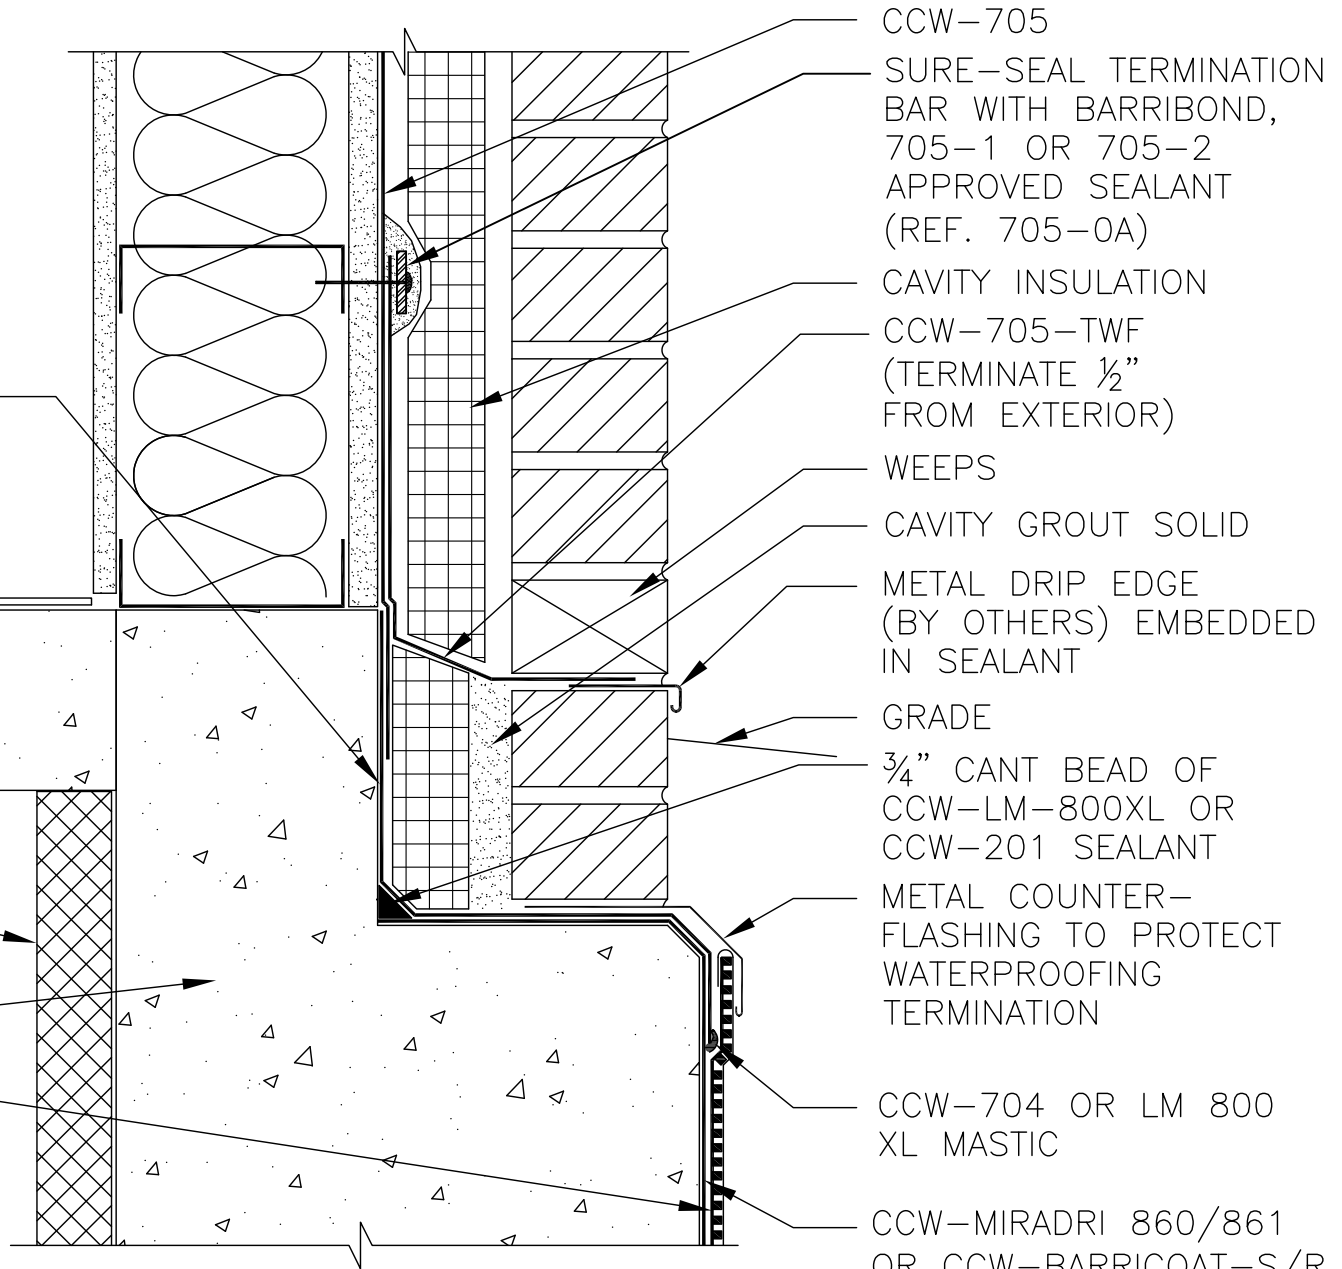 CCW-705
SURE-SEAL TERMINATION
BAR WITH BARRIBOND,
705-1 OR 705-2
APPROVED SEALANT
(REF. 705-0A)
CAVITY INSULATION
CCW-705-TWF
(TERMINATE ½"
FROM EXTERIOR)
WEEPS
CAVITY GROUT SOLID
METAL DRIP EDGE
(BY OTHERS) EMBEDDED
IN SEALANT
GRADE
¾" CANT BEAD OF
CCW-LM-800XL OR
CCW-201 SEALANT
METAL COUNTER-
FLASHING TO PROTECT
WATERPROOFING
TERMINATION
CCW-704 OR LM 800
XL MASTIC
CCW-MIRADRI 860/861
OR CCW-BARRICOAT-S/R